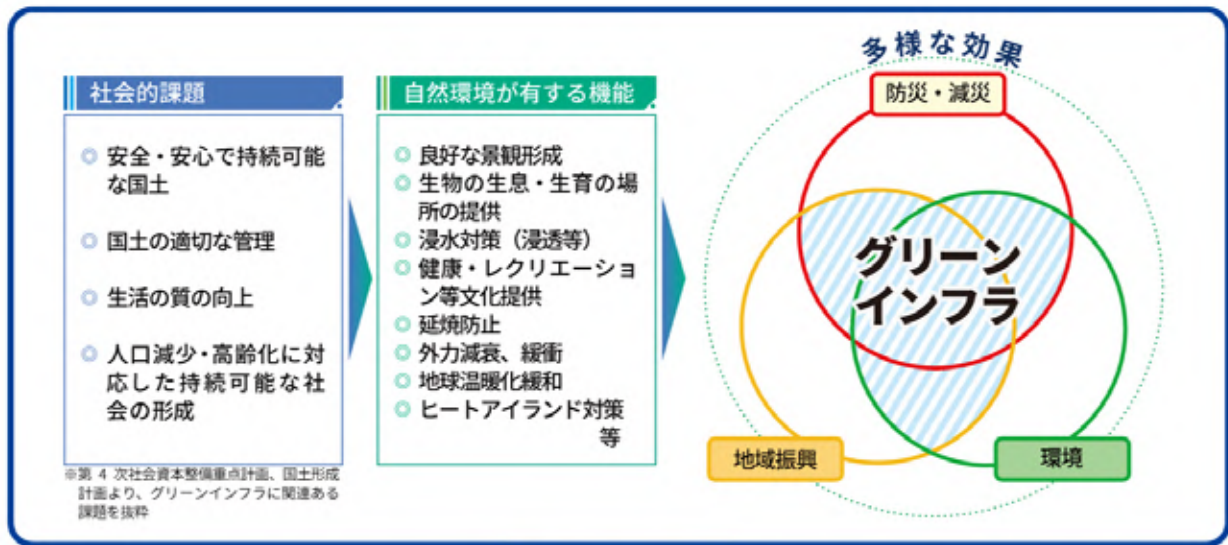 社会的課題
◎ 安全・安心で持続可能
な国土
◎ 国土の適切な管理
◎ 生活の質の向上
◎ 人口減少・高齢化に対
応した持続可能な社
会の形成
※第 4 次社会資本整備重点計画、国土形成
計画より、グリーンインフラに関連ある
課題を抜粋
自然環境が有する機能
◎ 良好な景観形成
◎ 生物の生息・生育の場
所の提供
◎ 浸水対策（浸透等）
◎ 健康・レクリエーショ
ン等文化提供
◎ 延焼防止
◎ 外力減衰、緩衝
◎ 地球温暖化緩和
◎ ヒートアイランド対策
等
多様な効果
防災・減災
グリーン
インフラ
地域振興
環境